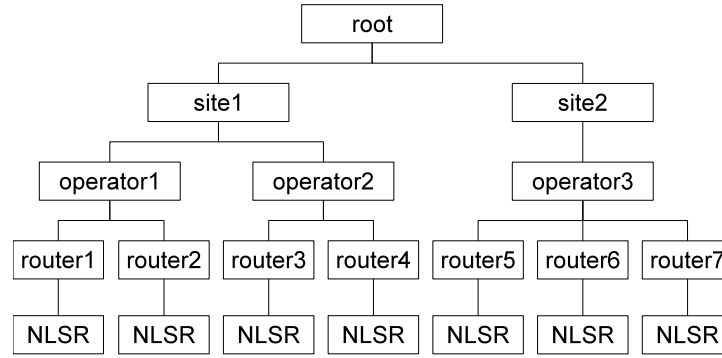 root
site1 site2
operator1 operator2 operator3
router1 router2 router3 router4 router5 router6 router7
NLSR NLSR NLSR NLSR NLSR NLSR NLSR